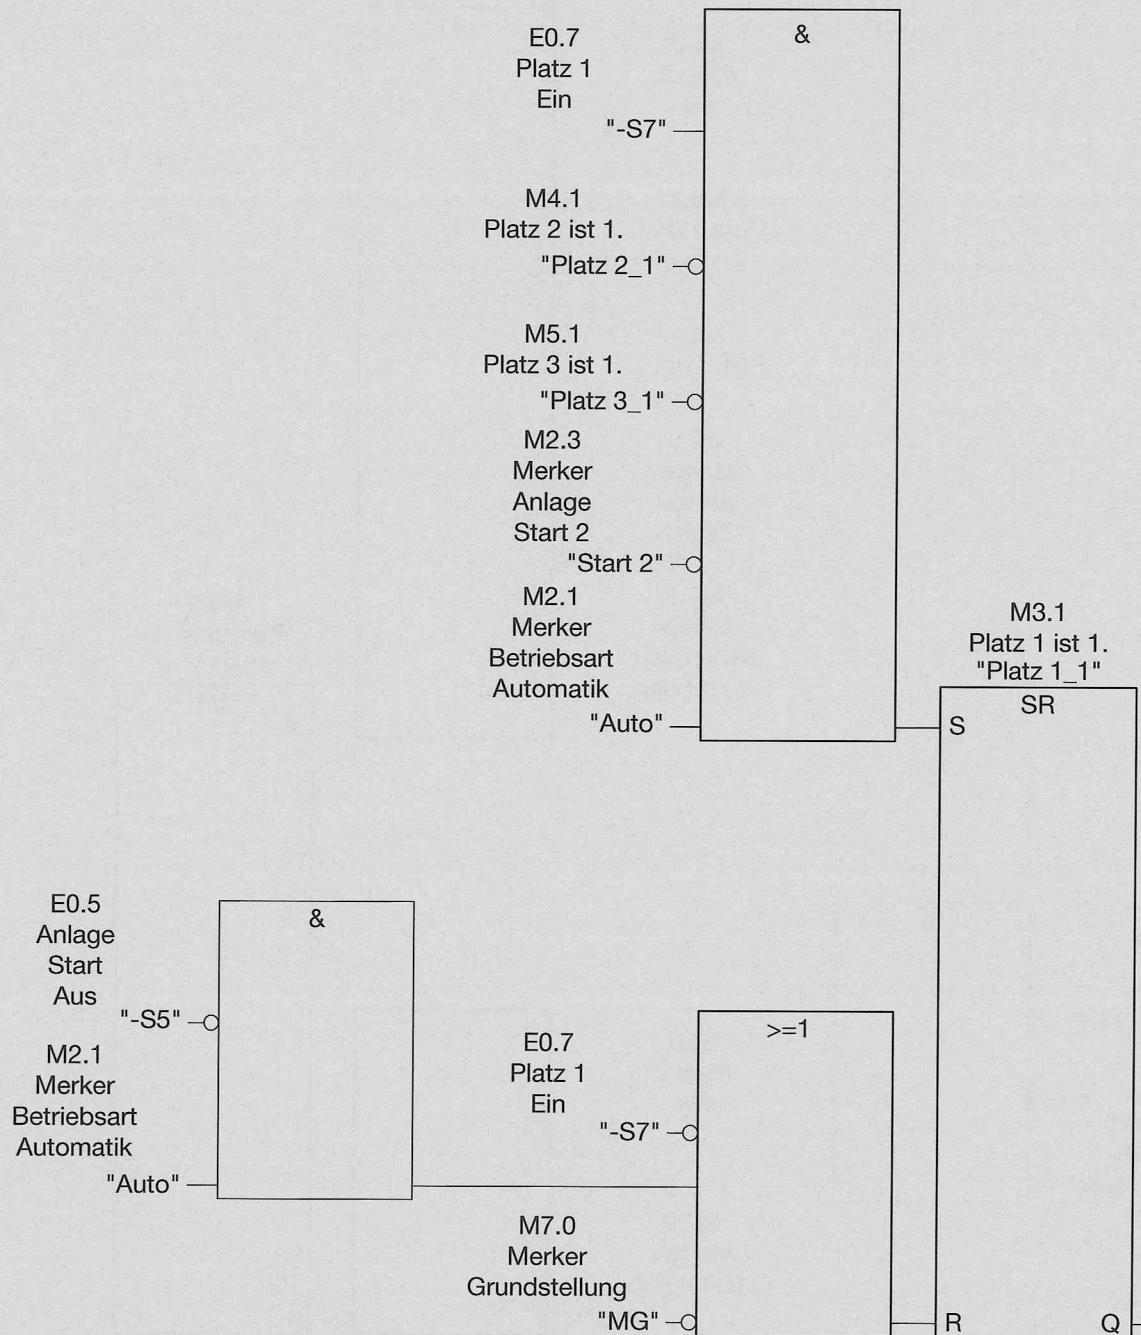 &
E0.7
Platz 1
Ein
"-S7"
M4.1
Platz 2 ist 1.
"Platz 2_1"
M5.1
Platz 3 ist 1.
"Platz 3_1"
M2.3
Merker
Anlage
Start 2
"Start 2"
M2.1
Merker
Betriebsart
Automatik
"Auto"
M3.1
Platz 1 ist 1.
"Platz 1_1"
SR
S
E0.5
Anlage
Start
Aus
"-S5"
M2.1
Merker
Betriebsart
Automatik
"Auto"
&
>=1
E0.7
Platz 1
Ein
"-S7"
M7.0
Merker
Grundstellung
"MG"
R
Q